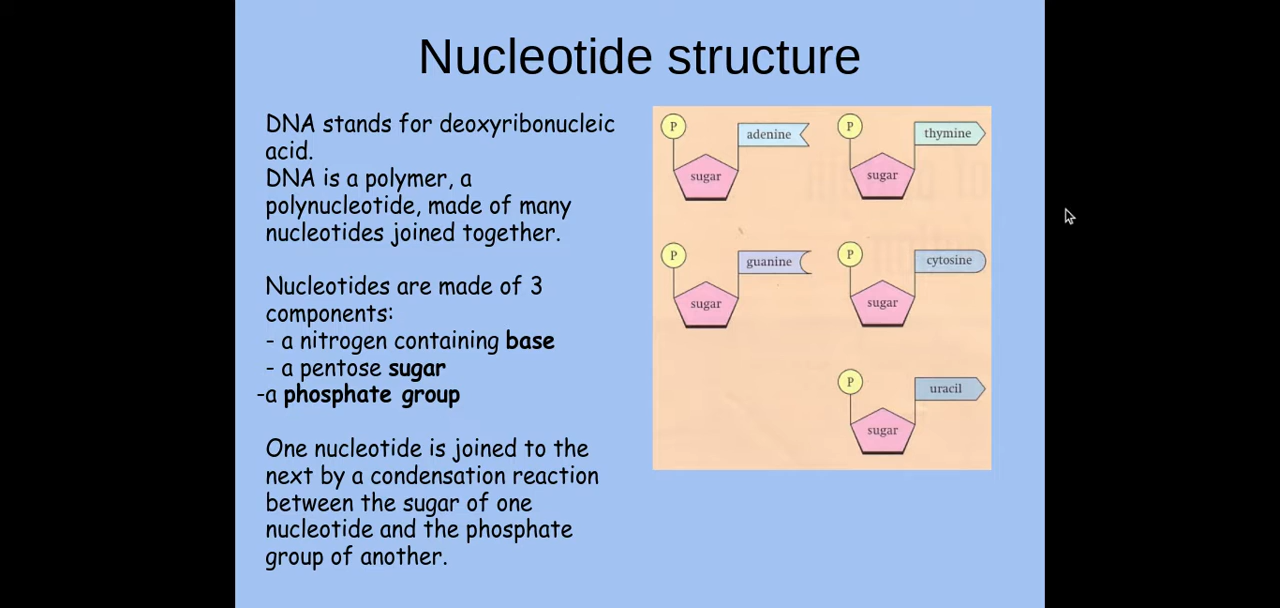 Nucleotide structure
DNA stands for deoxyribonucleic
acid.
DNA is a polymer, a
polynucleotide, made of many
nucleotides joined together.
Nucleotides are made of 3
components:
- a nitrogen containing base
- a pentose sugar
-a phosphate group
One nucleotide is joined to the
next by a condensation reaction
between the sugar of one
nucleotide and the phosphate
group of another.
P adenine P thymine
sugar sugar
P guanine P cytosine
sugar sugar
P uracil
sugar